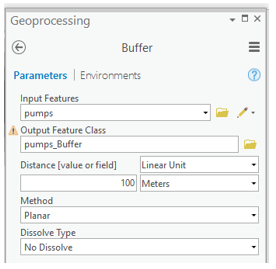 Geoprocessing
Buffer
Parameters | Environments
?
Input Features
pumps
Output Feature Class
pumps_Buffer
Distance [value or field] Linear Unit
100 Meters
Method
Planar
Dissolve Type
No Dissolve